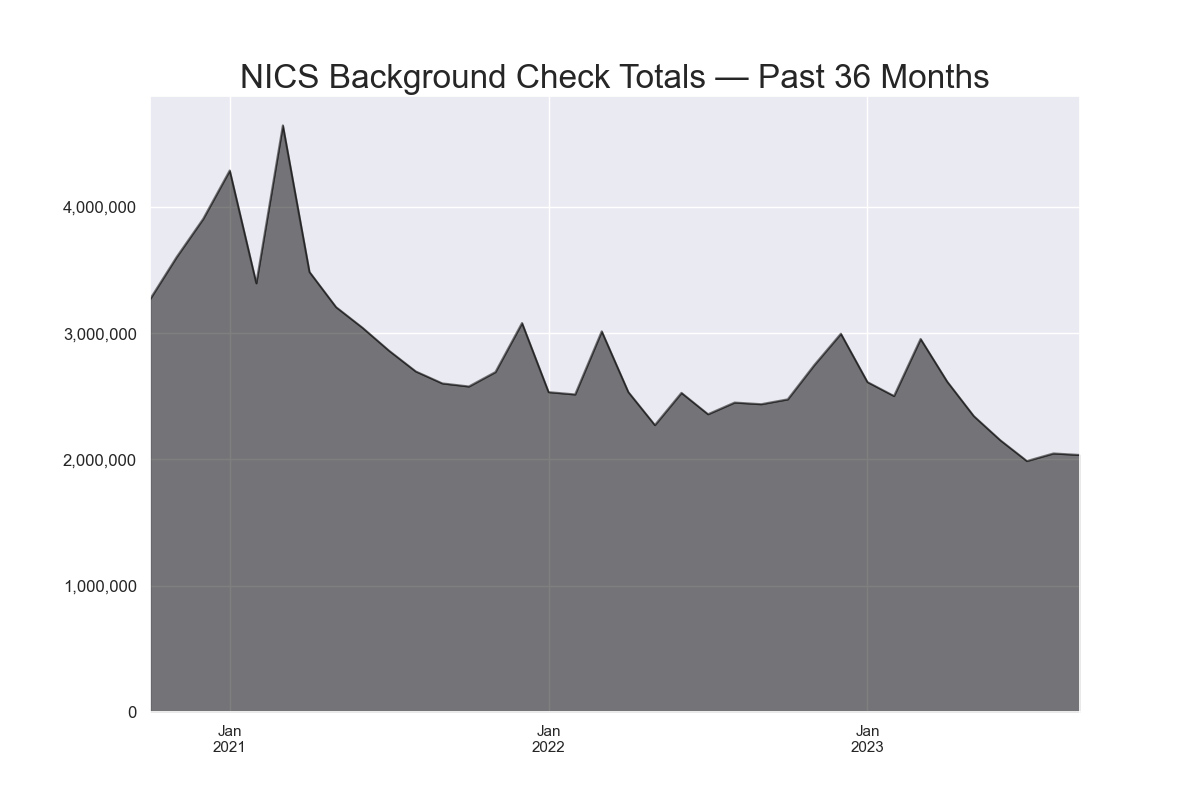 NICS Background Check Totals — Past 36 Months
4,000,000
3,000,000
2,000,000
1,000,000
0
Jan
2021
Jan
2022
Jan
2023